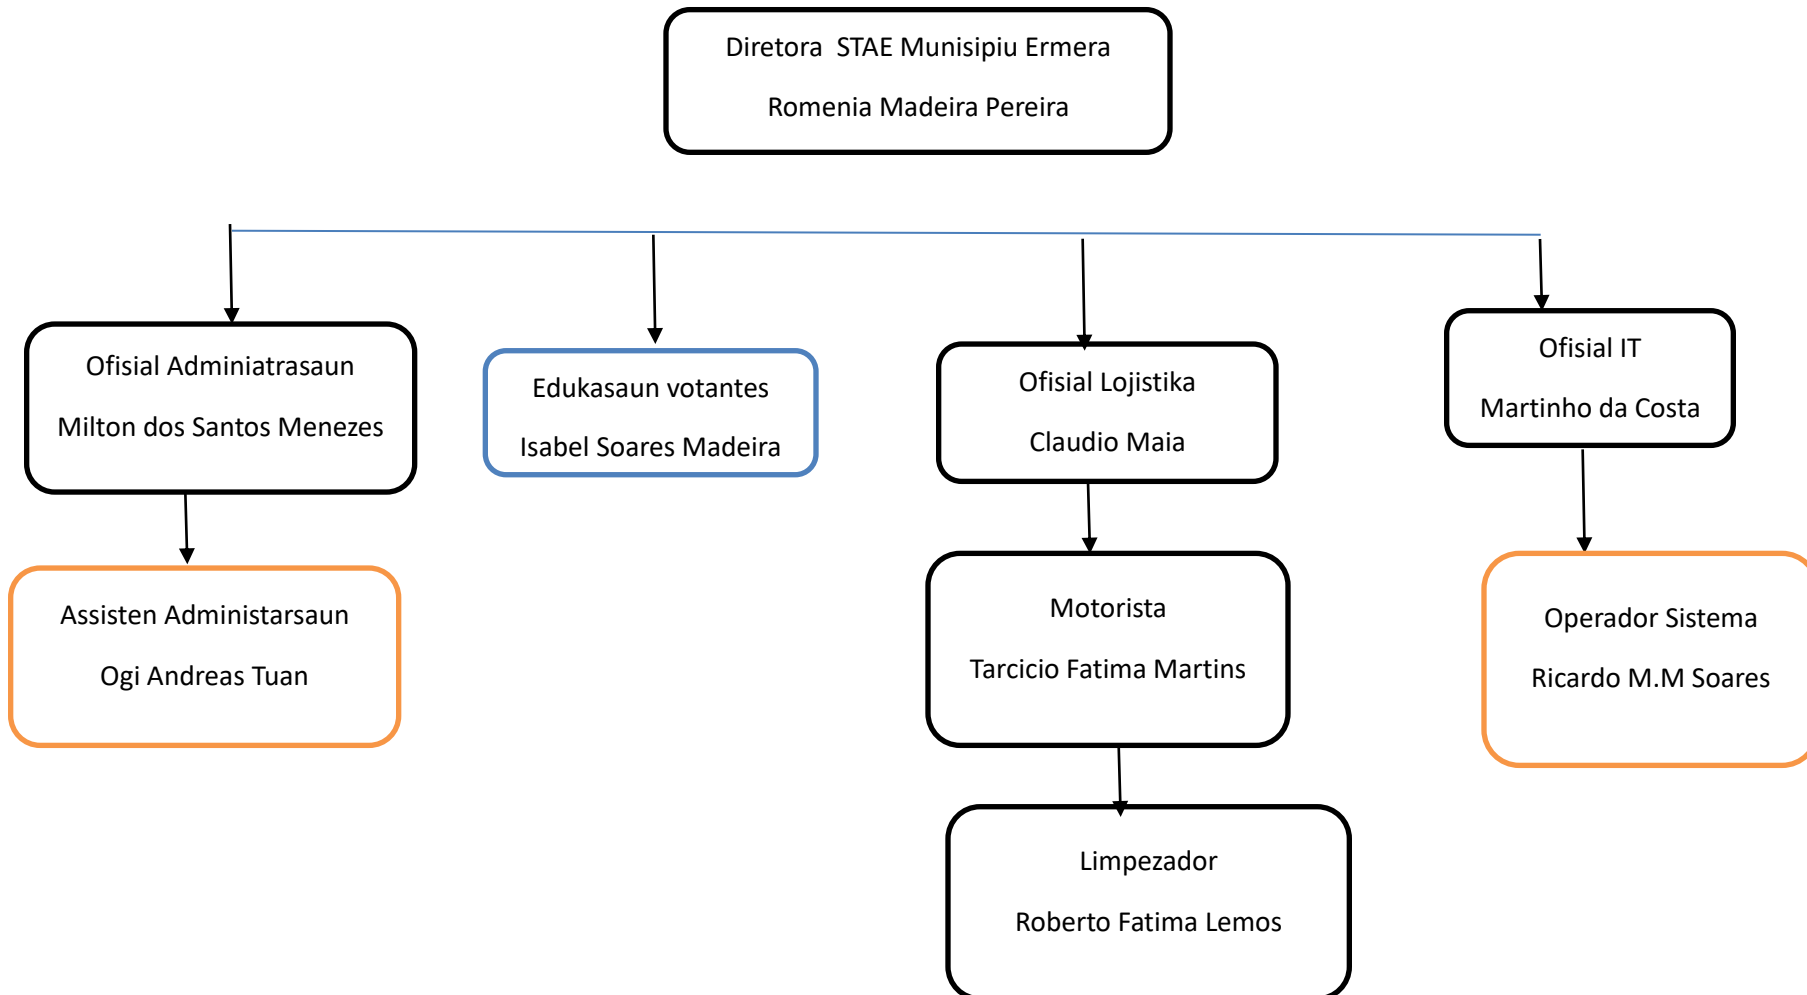 Diretora  STAE Munisipiu Ermera
Romenia Madeira Pereira
Ofisial Adminiatrasaun
Milton dos Santos Menezes
Edukasaun votantes
Isabel Soares Madeira
Ofisial Lojistika
Claudio Maia
Ofisial IT
Martinho da Costa
Assisten Administarsaun
Ogi Andreas Tuan
Motorista
Tarcicio Fatima Martins
Operador Sistema
Ricardo M.M Soares
Limpezador
Roberto Fatima Lemos